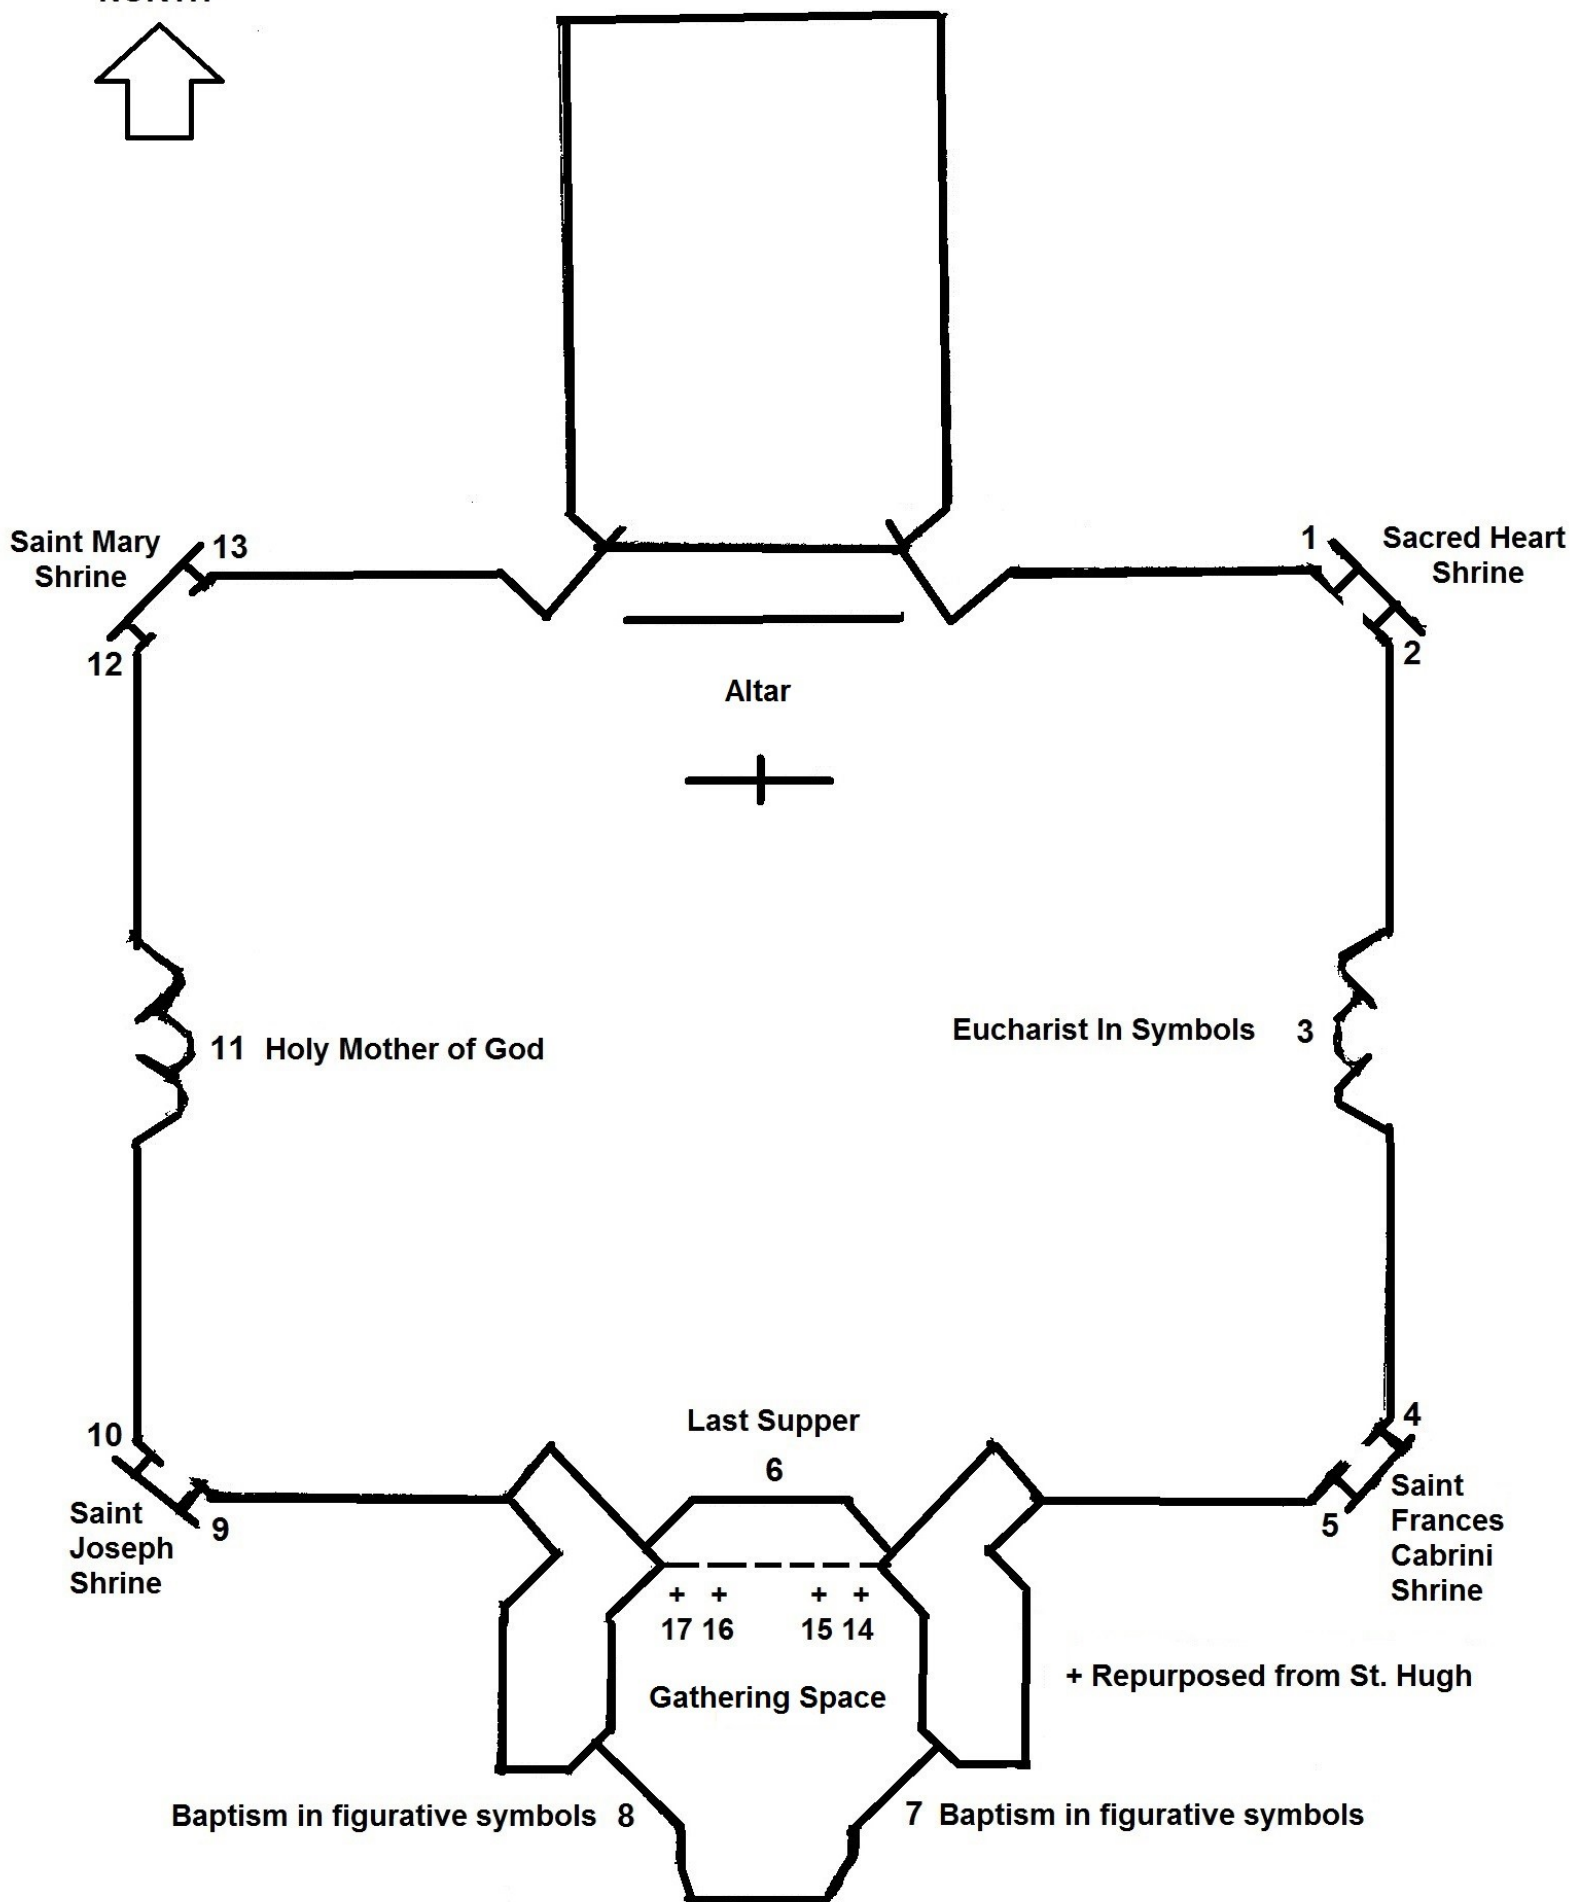 NORTH
Saint Mary
Shrine
13
12
1
Sacred Heart
Shrine
2
Altar
11 Holy Mother of God
Eucharist In Symbols 3
10
Saint
Joseph
Shrine
9
Last Supper
6
4
5
Saint
Frances
Cabrini
Shrine
+ + + +
17 16 15 14
Gathering Space
+ Repurposed from St. Hugh
Baptism in figurative symbols 8
7 Baptism in figurative symbols